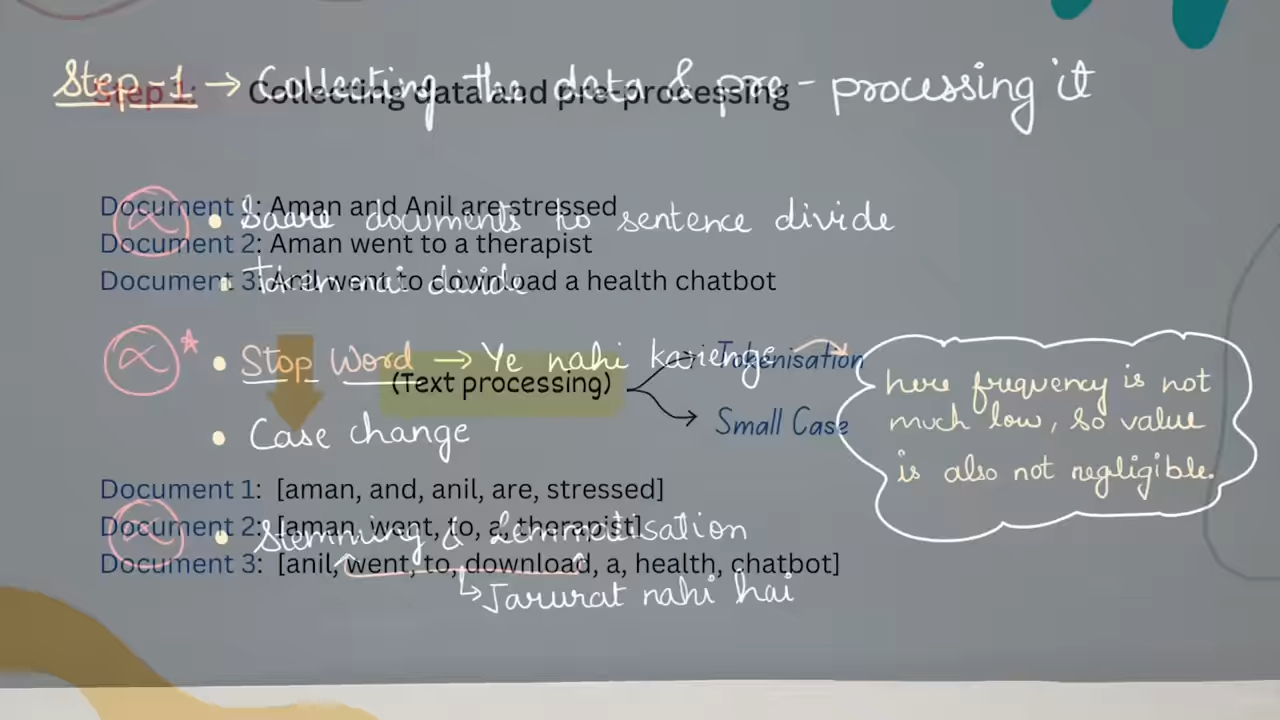 Step-1 → Collecting the data & pre-processing it
Step 1: Collecting data and pre-processing
Document 1: Aman and Anil are stressed
• Saare documents ko sentence divide
Document 2: Aman went to a therapist
Document 3: Anil went to download a health chatbot
• Token mai divide
• Stop Word → Ye nahi karienge
Tokenisation
(Text processing)
Small Case
here frequency is not
much low, so value
is also not negligible.
• Case change
Document 1: [aman, and, anil, are, stressed]
Document 2: [aman, went, to, a, therapist]
• Stemming & Lemmatisation
Document 3: [anil, went, to, download, a, health, chatbot]
Jarurat nahi hai